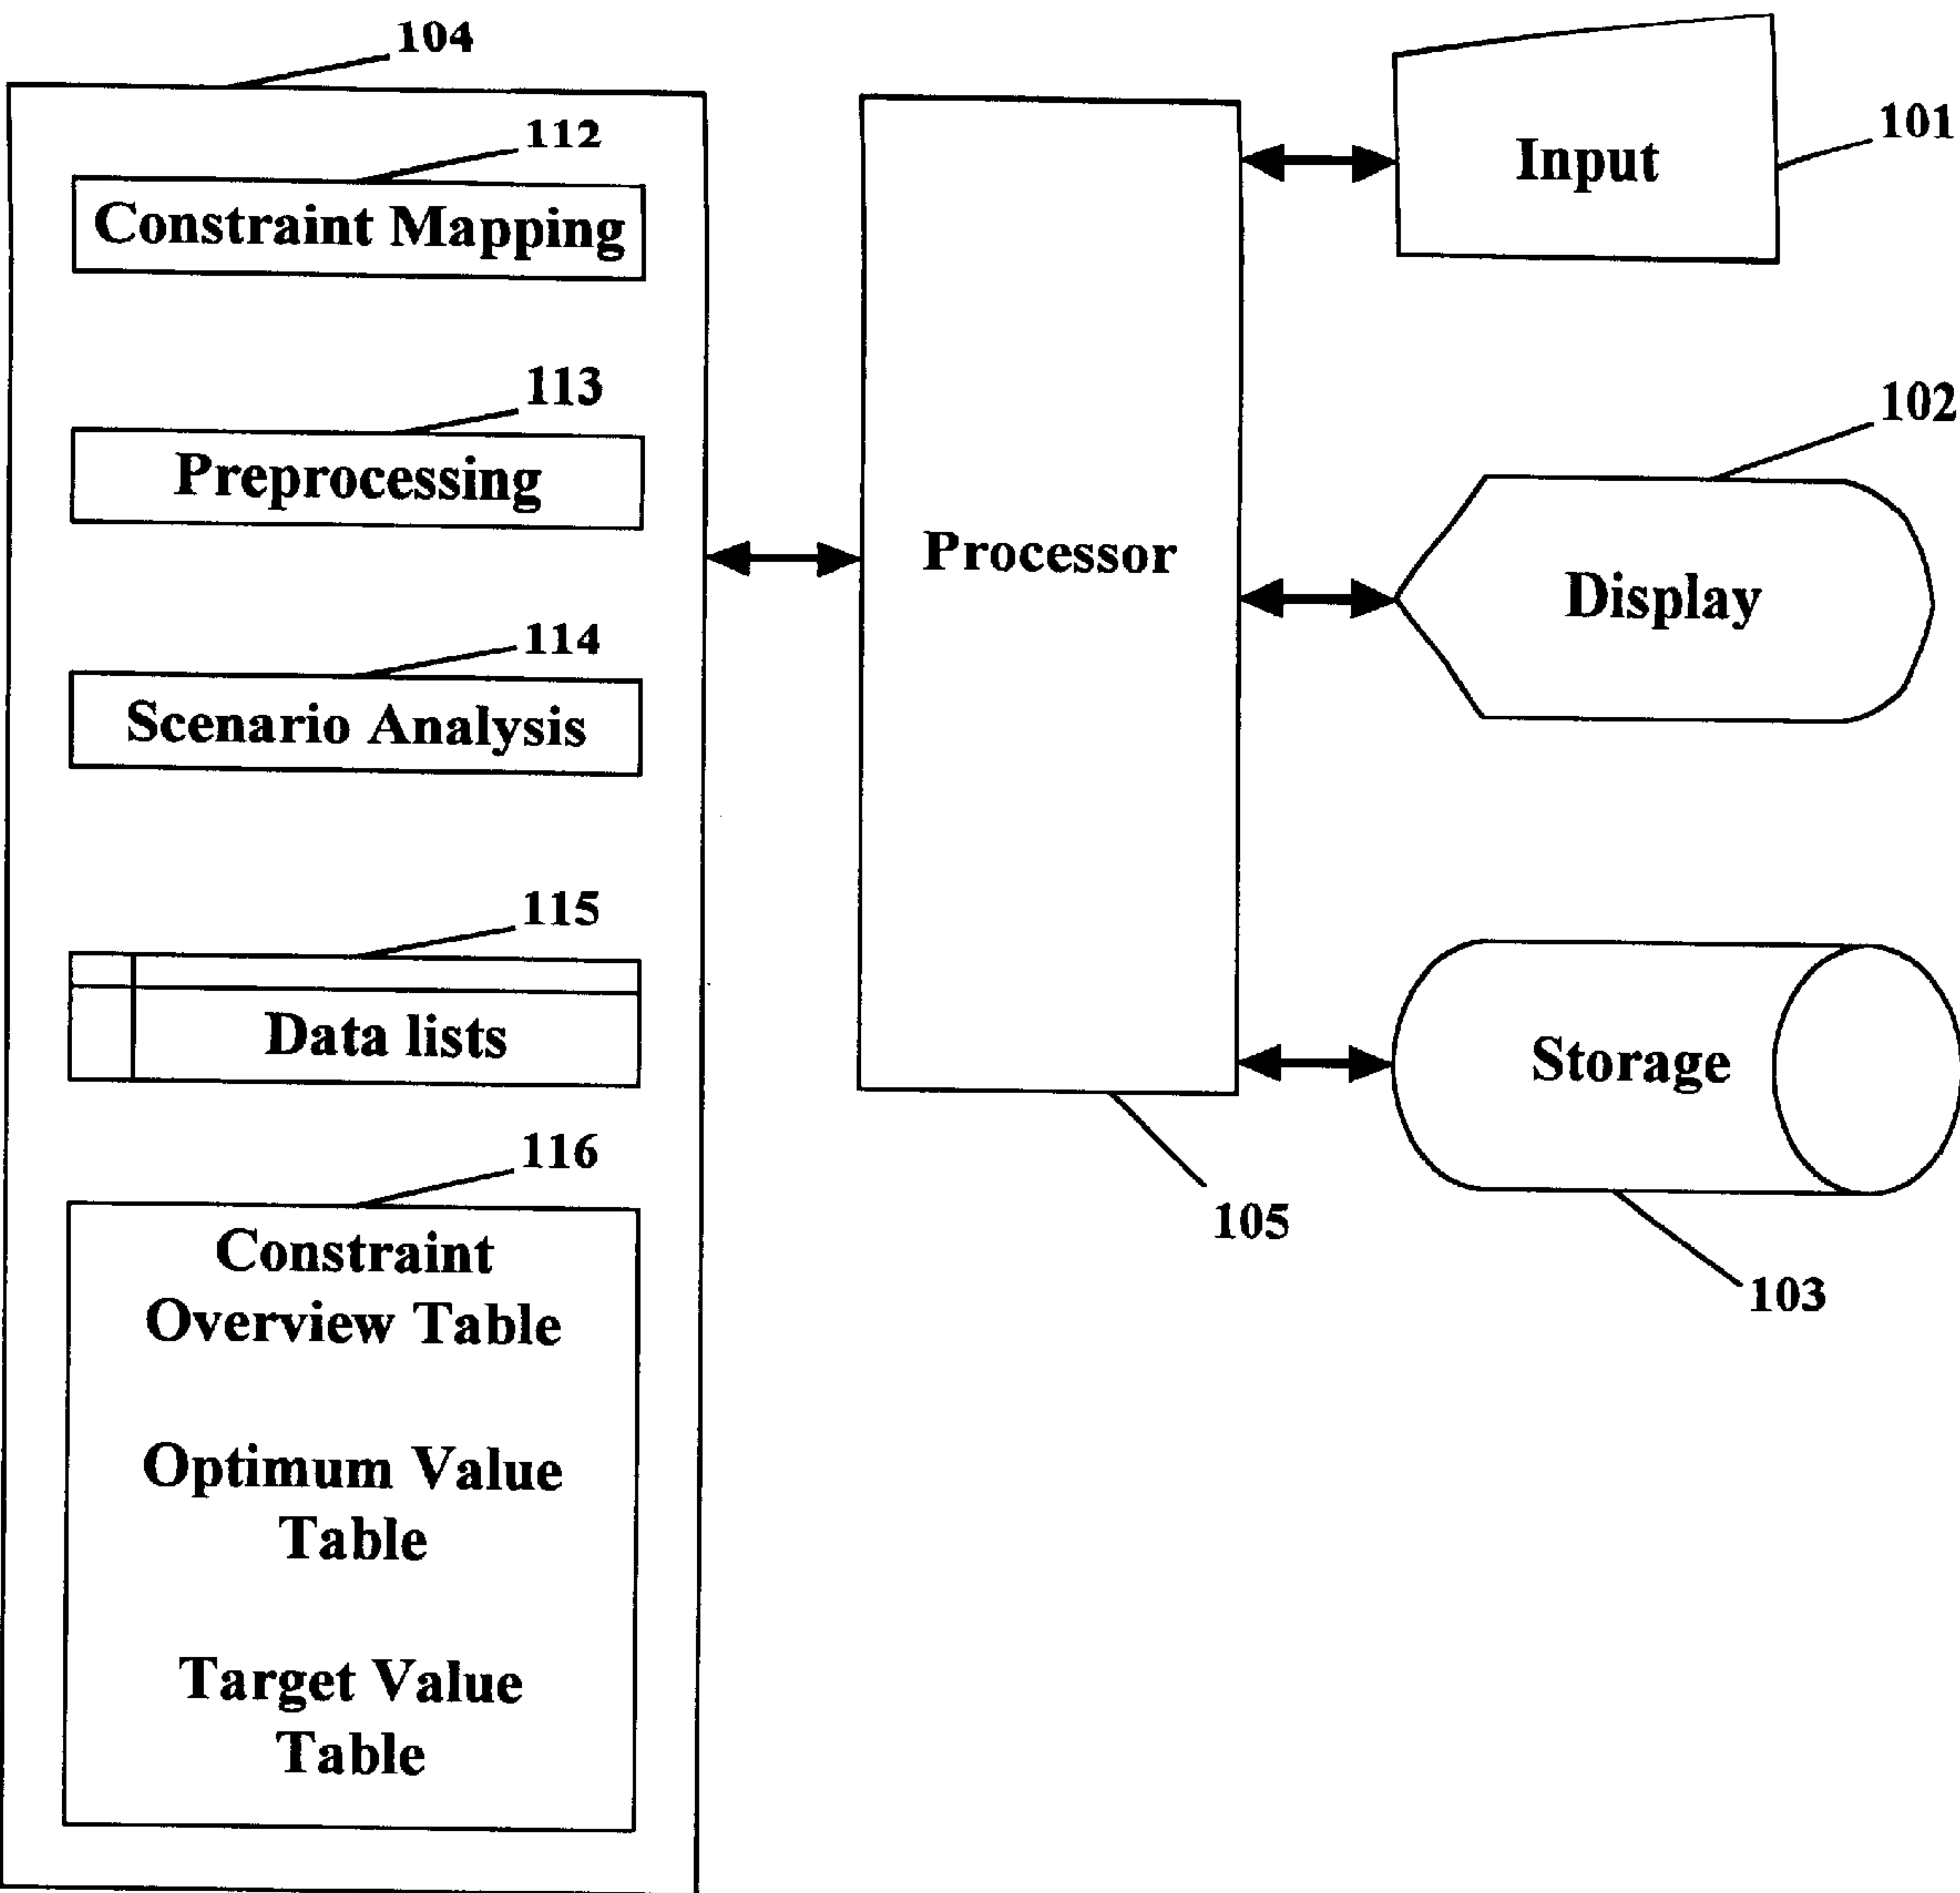 104
112
Constraint Mapping
113
Preprocessing
114
Scenario Analysis
115
Data lists
116
Constraint
Overview Table
Optimum Value
Table
Target Value
Table
Processor
105
Input
101
102
Display
Storage
103